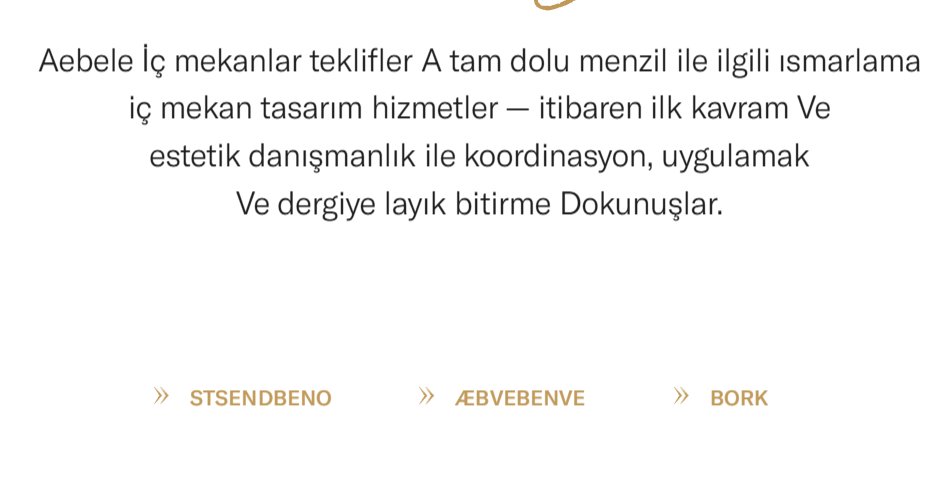 Aebele İç mekanlar teklifler A tam dolu menzil ile ilgili ısmarlama
iç mekan tasarım hizmetler — itibaren ilk kavram Ve
estetik danışmanlık ile koordinasyon, uygulamak
Ve dergiye layık bitirme Dokunuşlar.
» STSENDBENO » ÆBVEBENVE » BORK